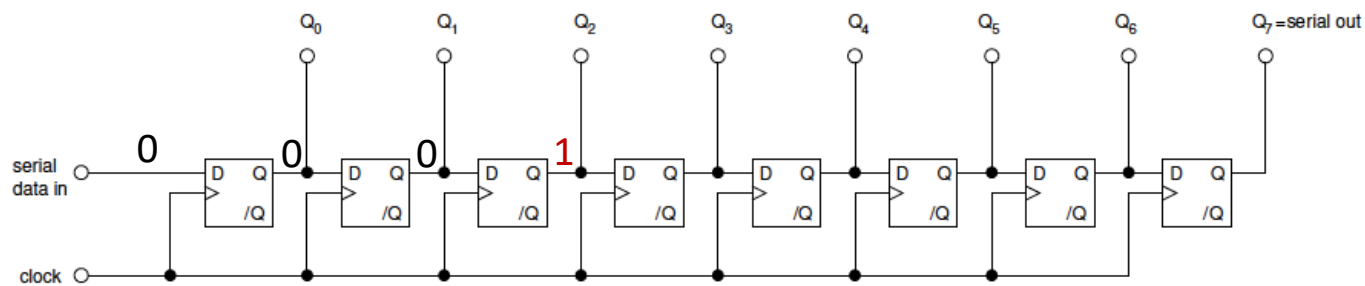 Q0 Q1 Q2 Q3 Q4 Q5 Q6 Q7=serial out
0 0 0 1
serial
data in
D Q D Q D Q D Q D Q D Q D Q D Q
/Q /Q /Q /Q /Q /Q /Q /Q
clock